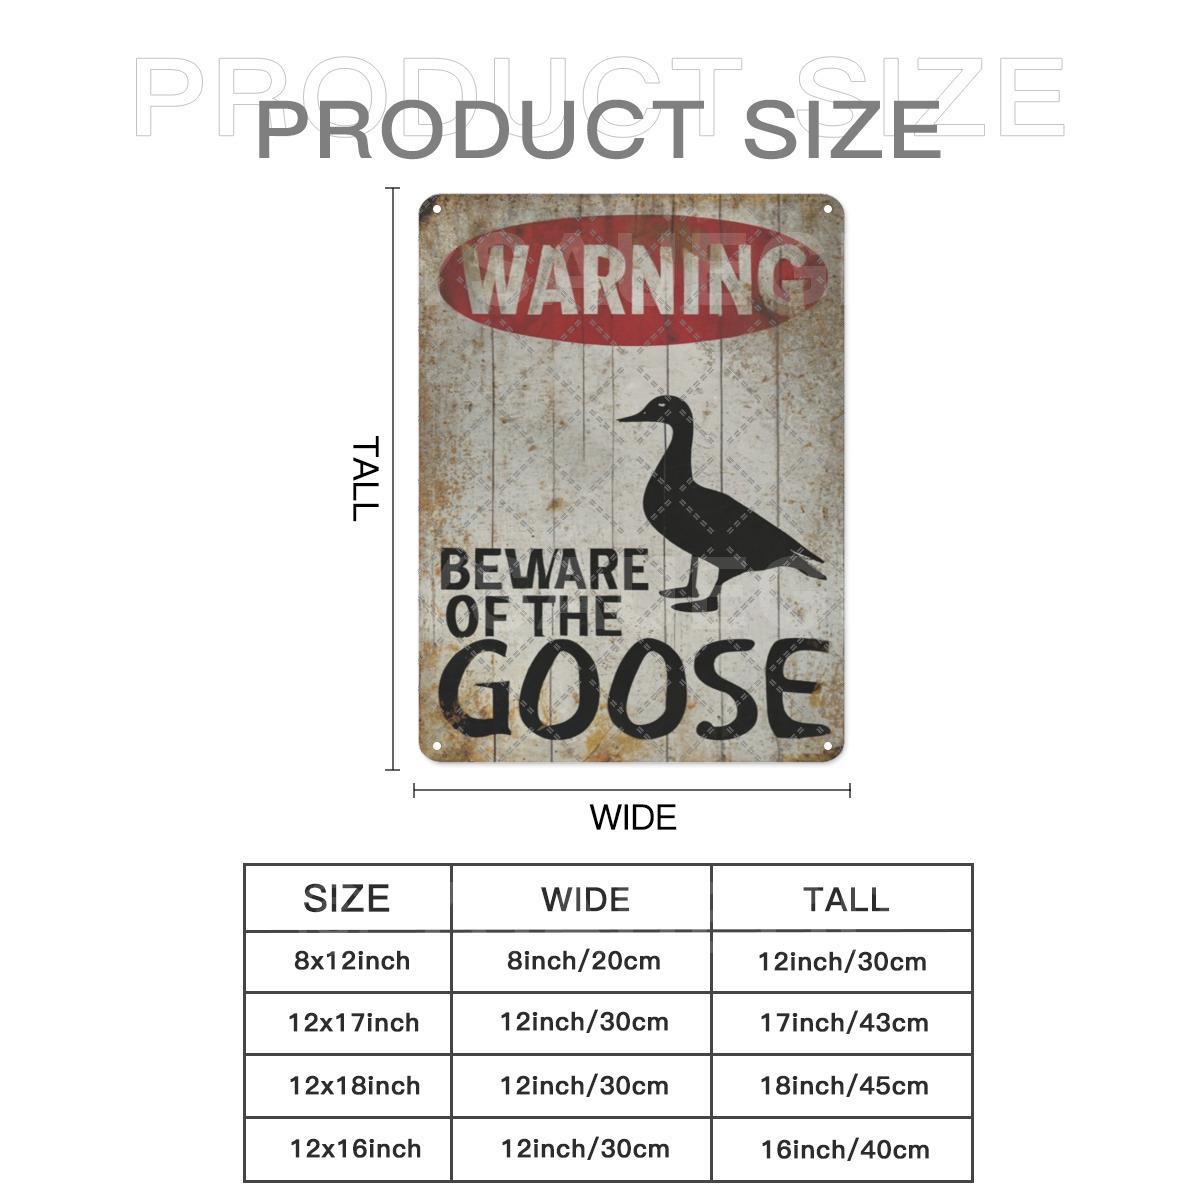 PRODUCT SIZE
PRODUCT SIZE
WARNING
TALL
BEWARE
OF THE
GOOSE
WIDE
SIZE WIDE TALL
8x12inch 8inch/20cm 12inch/30cm
12x17inch 12inch/30cm 17inch/43cm
12x18inch 12inch/30cm 18inch/45cm
12x16inch 12inch/30cm 16inch/40cm